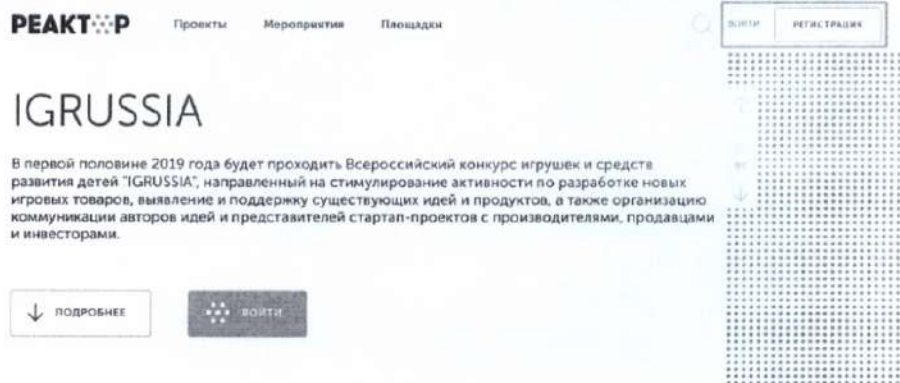 РЕАКТОР Проекты Мероприятия Площадки ВОЙТИ РЕГИСТРАЦИЯ
IGRUSSIA
В первой половине 2019 года будет проходить Всероссийский конкурс игрушек и средств
развития детей "IGRUSSIA", направленный на стимулирование активности по разработке новых
игровых товаров, выявление и поддержку существующих идей и продуктов, а также организацию
коммуникации авторов идей и представителей стартап-проектов с производителями, продавцами
и инвесторами.
ПОДРОБНЕЕ ВОЙТИ